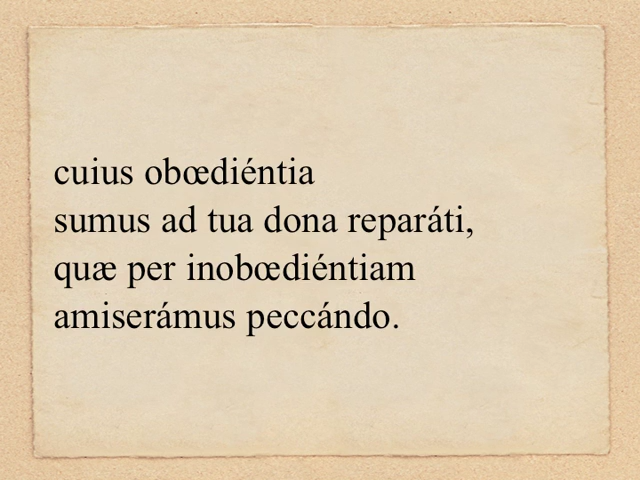 cuius obœdiéntia
sumus ad tua dona reparáti,
quæ per inobœdiéntiam
amiserámus peccándo.